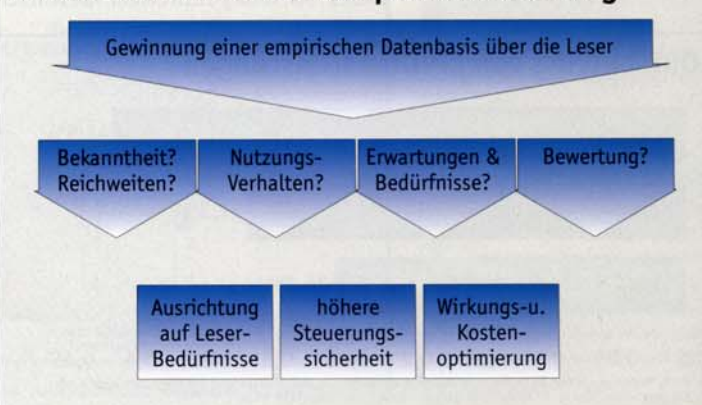 Gewinnung einer empirischen Datenbasis über die Leser
Bekanntheit?
Reichweiten?
Nutzungs-
Verhalten?
Erwartungen &
Bedürfnisse?
Bewertung?
Ausrichtung
auf Leser-
Bedürfnisse
höhere
Steuerungs-
sicherheit
Wirkungs-u.
Kosten-
optimierung